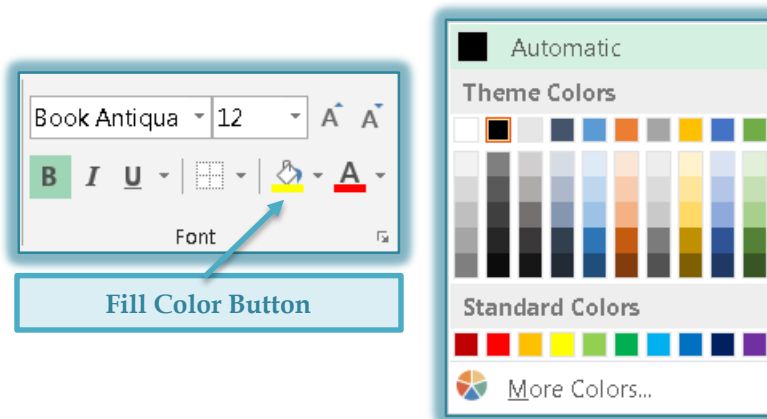 Book Antiqua 12 A A
B I U A
Font
Fill Color Button
Automatic
Theme Colors
Standard Colors
More Colors...